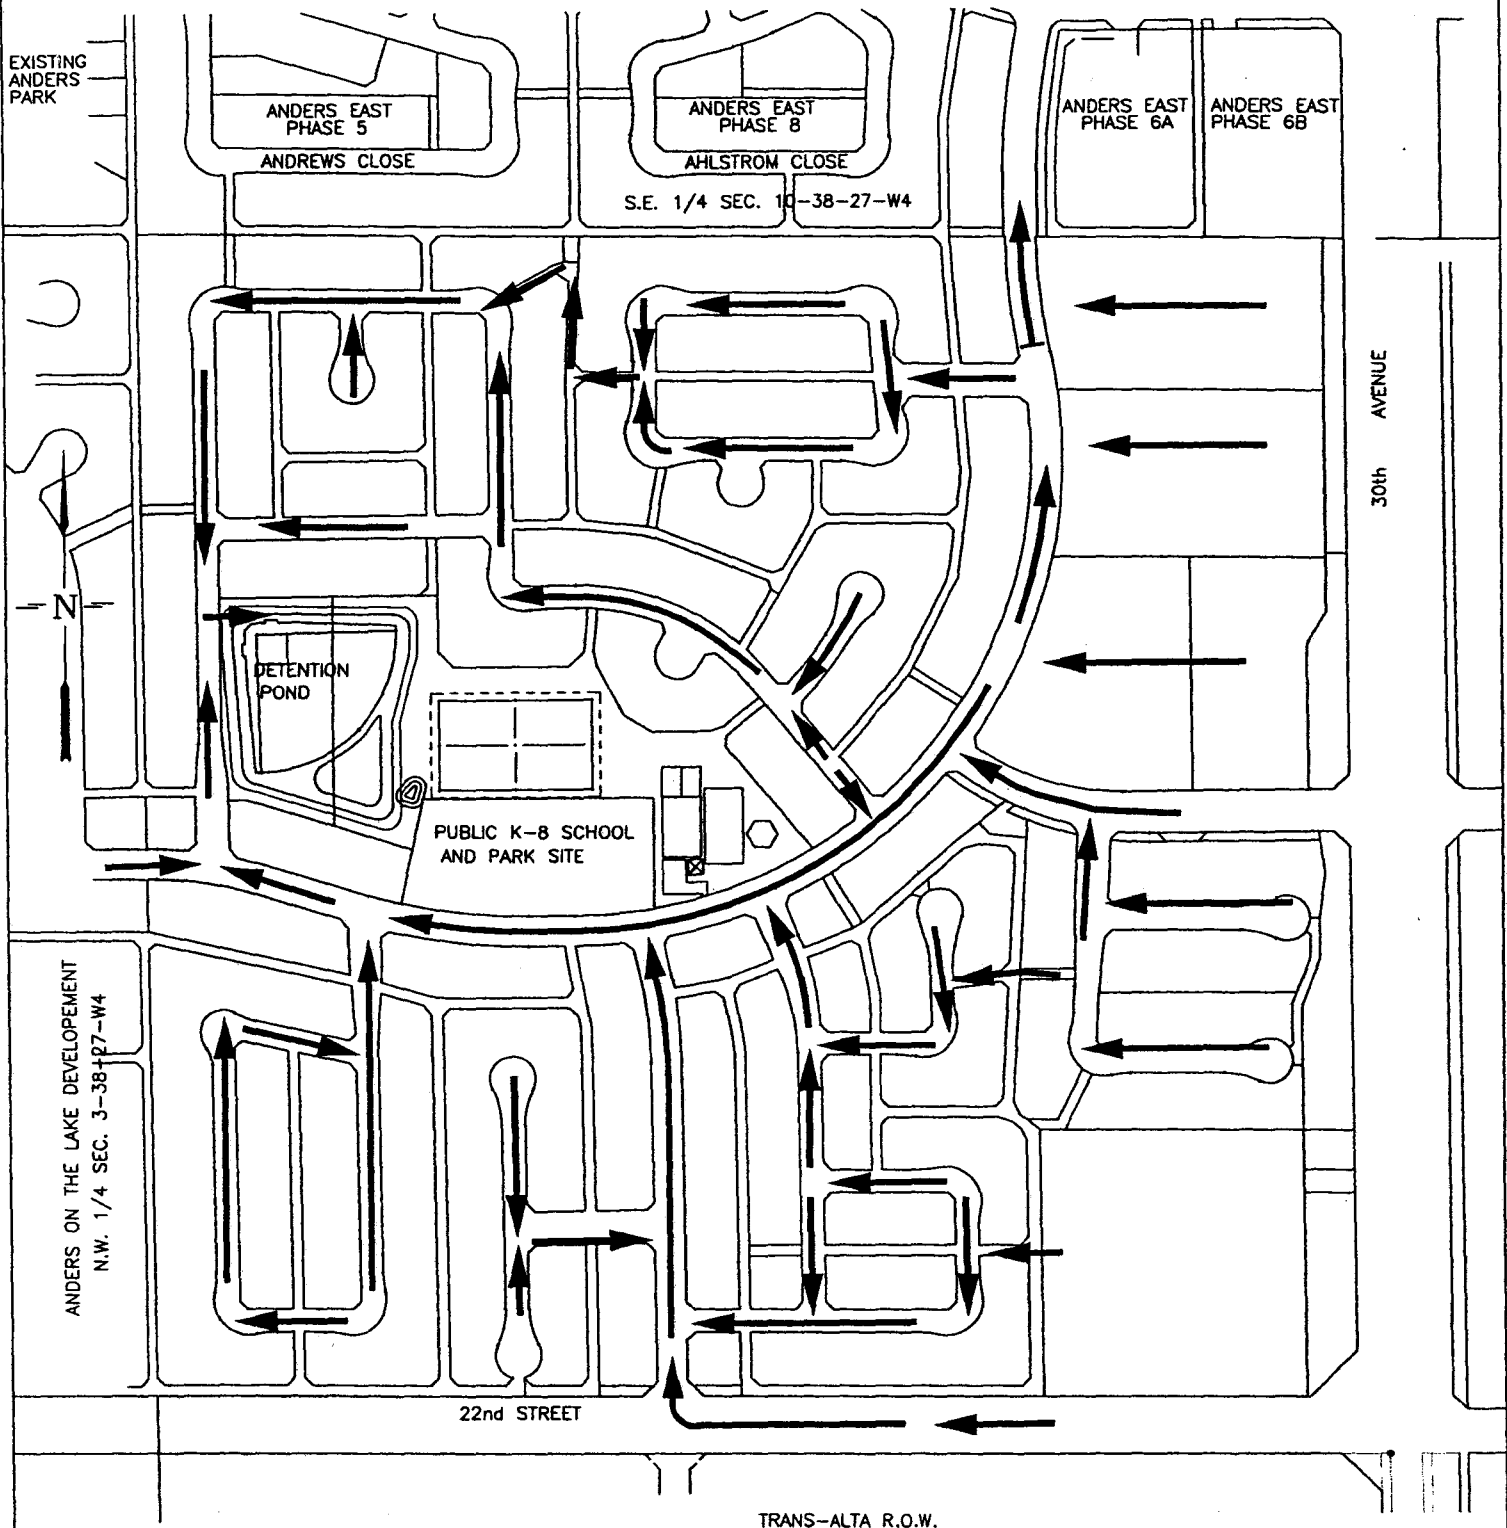 EXISTING
ANDERS
PARK
ANDERS EAST
PHASE 5
ANDREWS CLOSE
ANDERS EAST
PHASE 8
AHLSTROM CLOSE
S.E. 1/4 SEC. 10-38-27-W4
ANDERS EAST
PHASE 6A
ANDERS EAST
PHASE 6B
30th AVENUE
N
DETENTION
POND
PUBLIC K-8 SCHOOL
AND PARK SITE
ANDERS ON THE LAKE DEVELOPEMENT
N.W. 1/4 SEC. 3-38-27-W4
22nd STREET
TRANS-ALTA R.O.W.